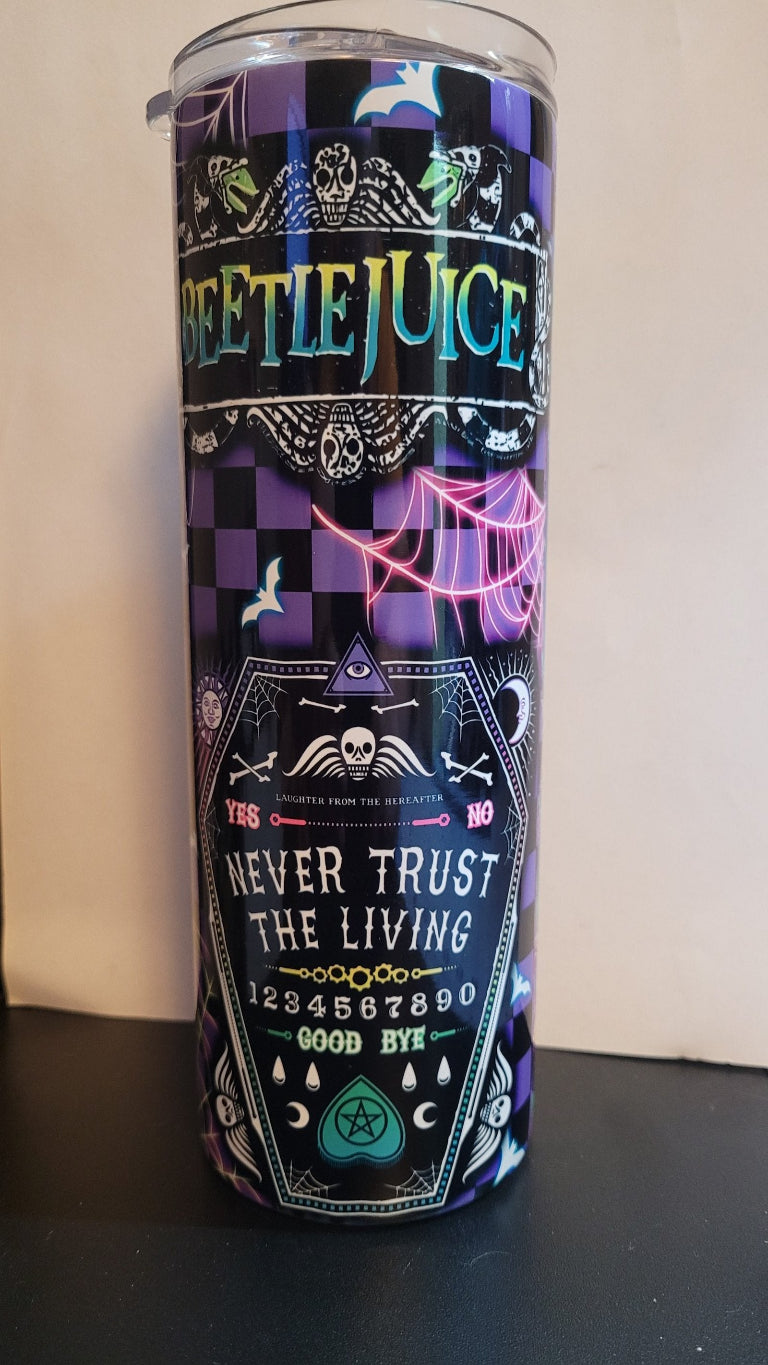 BEETLEJUICE
LAUGHTER FROM THE HEREAFTER
YES NO
NEVER TRUST
THE LIVING
1234567890
GOOD BYE